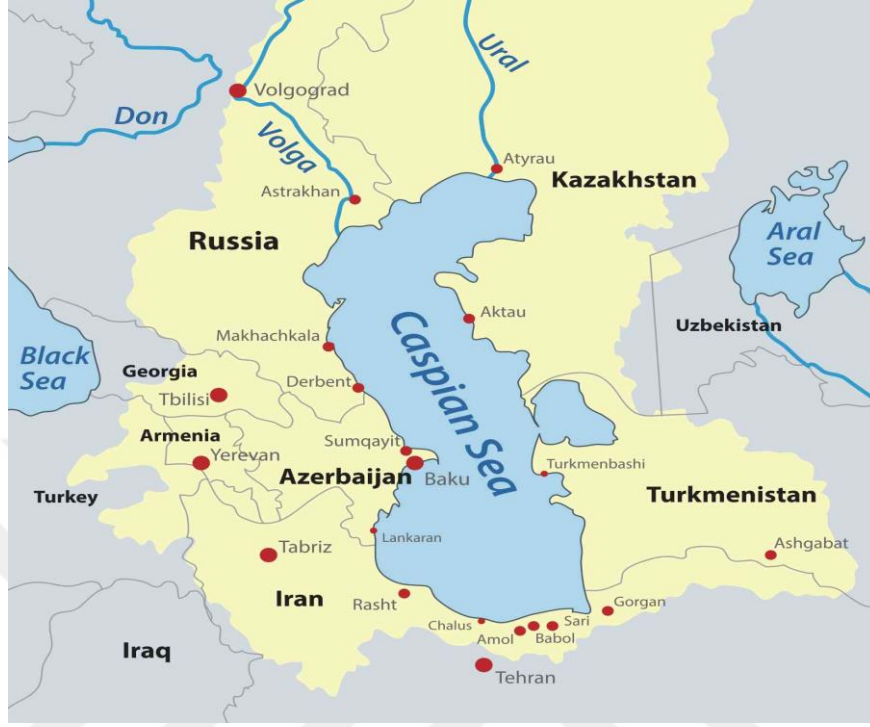 Ural
Volgograd
Don
Volga
Atyrau
Kazakhstan
Astrakhan
Russia
Aral
Sea
Aktau
Caspian Sea
Uzbekistan
Makhachkala
Black
Sea
Georgia
Derbent
Tbilisi
Armenia
Sumqayit
Yerevan
Azerbaijan
Baku
Turkmenbashi
Turkey
Turkmenistan
Lankaran
Tabriz
Ashgabat
Iran
Rasht
Gorgan
Chalus
Sari
Amol
Babol
Iraq
Tehran